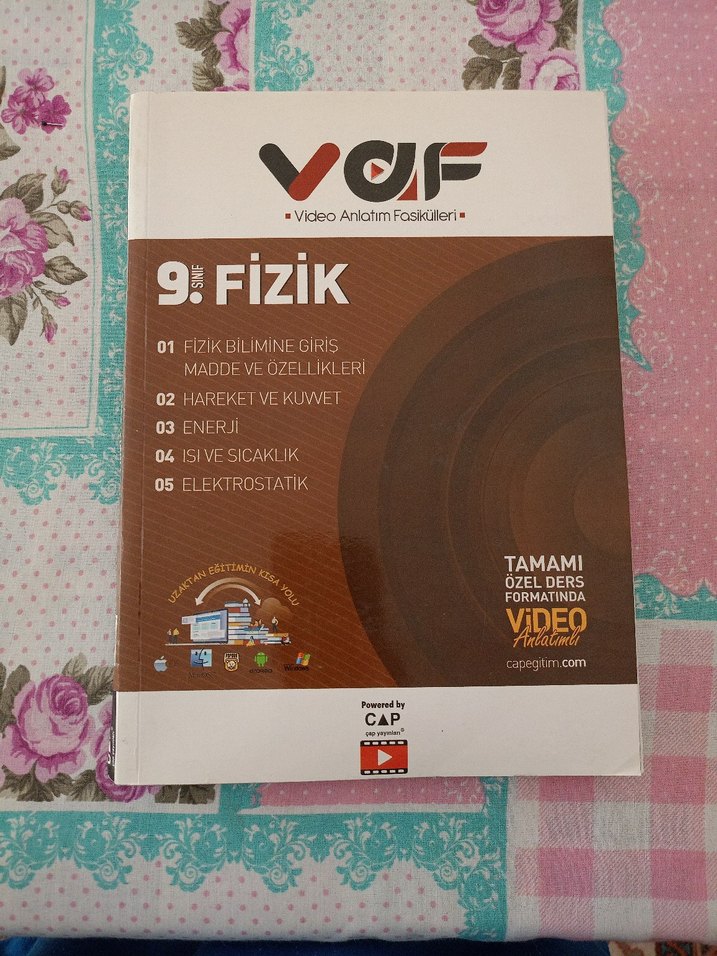 VAF
▪ Video Anlatım Fasikülleri ▪
9. SINIF FİZİK
01 FİZİK BİLİMİNE GİRİŞ
MADDE VE ÖZELLİKLERİ
02 HAREKET VE KUVVET
03 ENERJİ
04 ISI VE SICAKLIK
05 ELEKTROSTATİK
UZAKTAN EĞİTİMİN KISA YOLU
TAMAMI
ÖZEL DERS
FORMATINDA
VİDEO
Anlatımlı
capegitim.com
Windows
Powered by
ÇAP
çap yayınları®